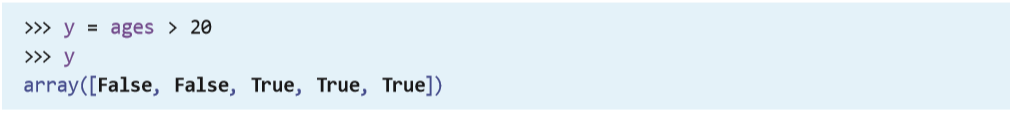 >>> y = ages > 20
>>> y
array([False, False, True, True, True])